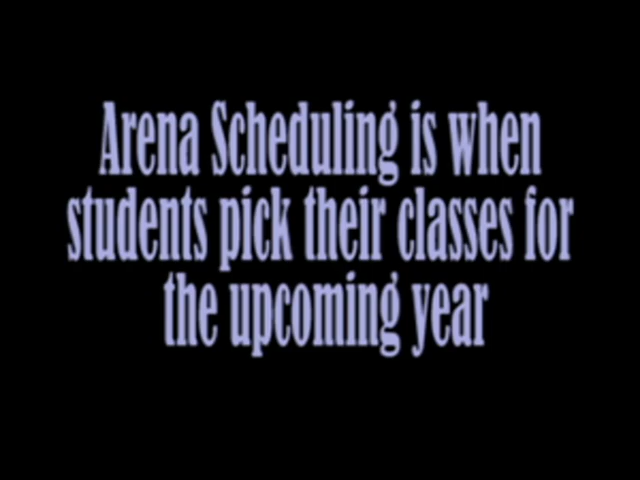 Arena Scheduling is when
students pick their classes for
the upcoming year